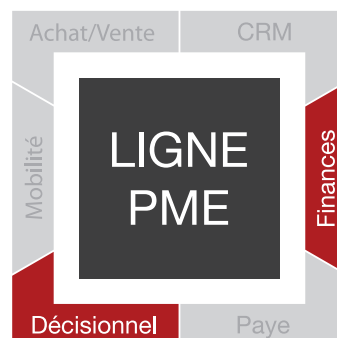 Achat/Vente
CRM
Mobilité
LIGNE
PME
Finances
Décisionnel
Paye